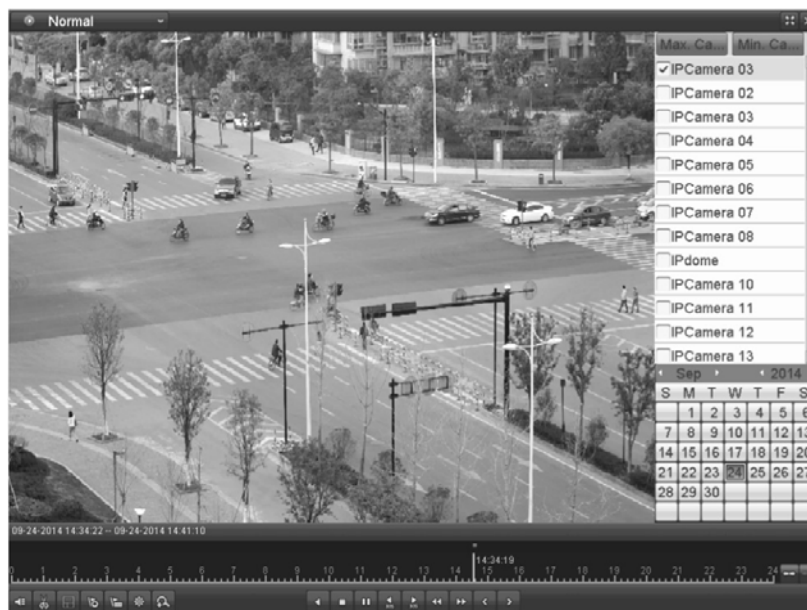 Normal
Max. Ca... Min. Ca...
IPCamera 03
IPCamera 02
IPCamera 03
IPCamera 04
IPCamera 05
IPCamera 06
IPCamera 07
IPCamera 08
IPdome
IPCamera 10
IPCamera 11
IPCamera 12
IPCamera 13
Sep 2014
S M T W T F S
1 2 3 4 5 6
7 8 9 10 11 12 13
14 15 16 17 18 19 20
21 22 23 24 25 26 27
28 29 30
09-24-2014 14:34:22 -- 09-24-2014 14:41:10
14:34:19
0 1 2 3 4 5 6 7 8 9 10 11 12 13 14 15 16 17 18 19 20 21 22 23 24